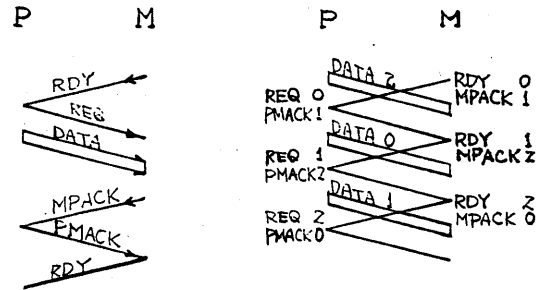 P M
RDY
REQ
DATA
MPACK
PMACK
RDY
P M
DATA 2
RDY 0
REQ 0
MPACK 1
PMACK 1
DATA 0
RDY 1
REQ 1
MPACK 2
PMACK 2
DATA 1
RDY 2
REQ 2
MPACK 0
PMACK 0